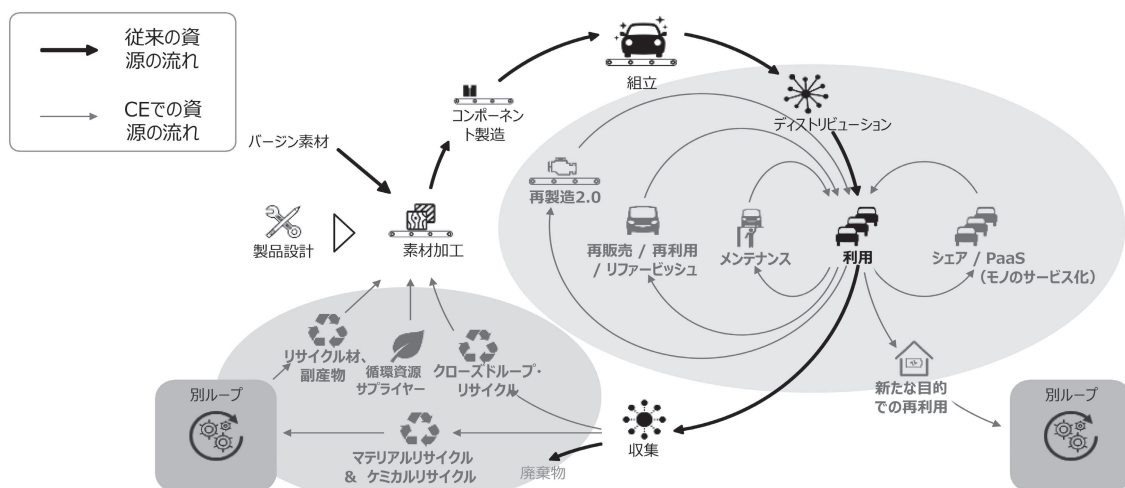 従来の資
源の流れ
CEでの資
源の流れ
バージン素材
製品設計
素材加工
コンポーネン
ト製造
組立
ディストリビューション
再製造2.0
再販売 / 再利用
/ リファービッシュ
メンテナンス
利用
シェア / PaaS
（モノのサービス化）
リサイクル材、
副産物
循環資源
サプライヤー
クローズドループ・
リサイクル
新たな目的
での再利用
別ループ
別ループ
マテリアルリサイクル
& ケミカルリサイクル
収集
廃棄物